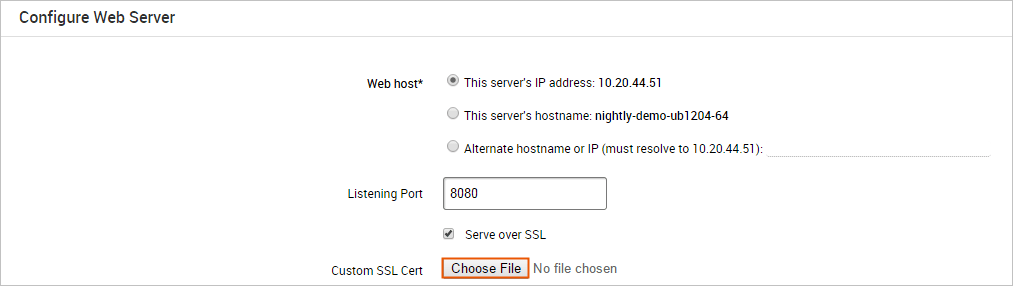 Configure Web Server
Web host* This server's IP address: 10.20.44.51
This server's hostname: nightly-demo-ub1204-64
Alternate hostname or IP (must resolve to 10.20.44.51):
Listening Port 8080
Serve over SSL
Custom SSL Cert Choose File No file chosen